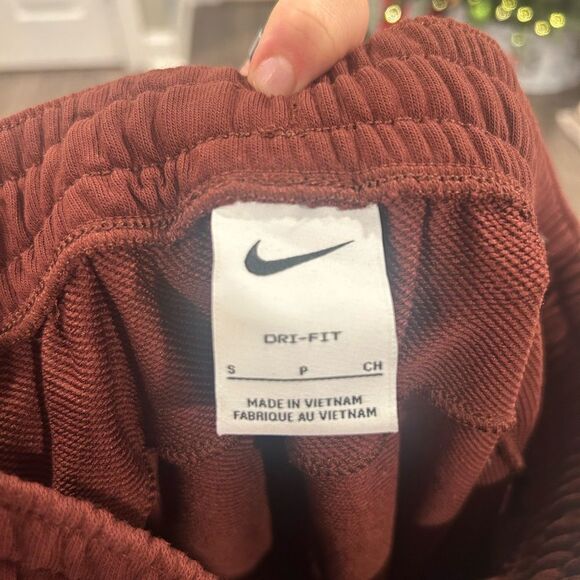 DRI-FIT
S P CH
MADE IN VIETNAM
FABRIQUE AU VIETNAM